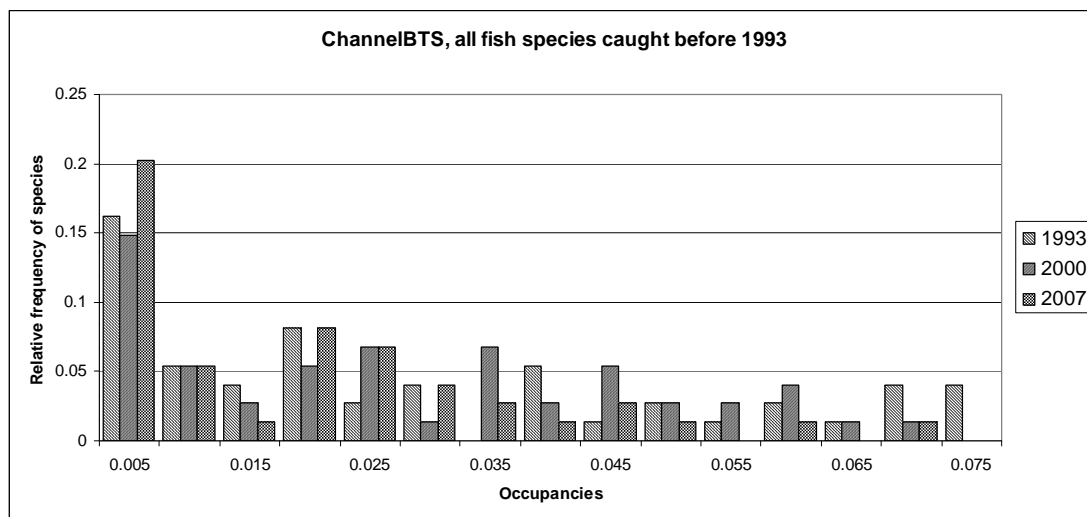 ChannelBTS, all fish species caught before 1993
Relative frequency of species
0.25
0.2
0.15
0.1
0.05
0
0.005 0.015 0.025 0.035 0.045 0.055 0.065 0.075
Occupancies
1993
2000
2007